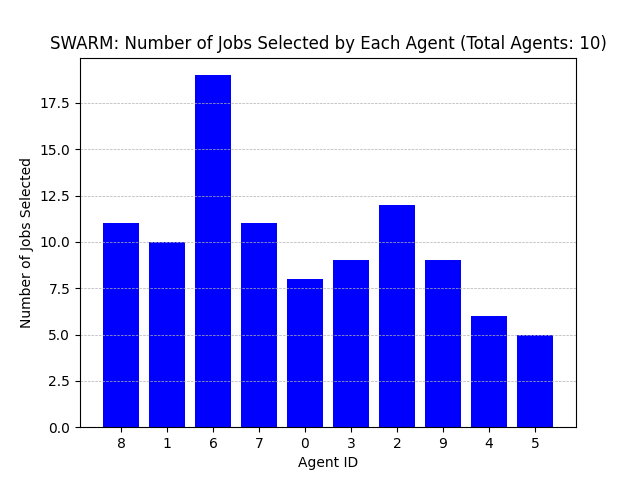 SWARM: Number of Jobs Selected by Each Agent (Total Agents: 10)
Number of Jobs Selected
17.5
15.0
12.5
10.0
7.5
5.0
2.5
0.0
8 1 6 7 0 3 2 9 4 5
Agent ID